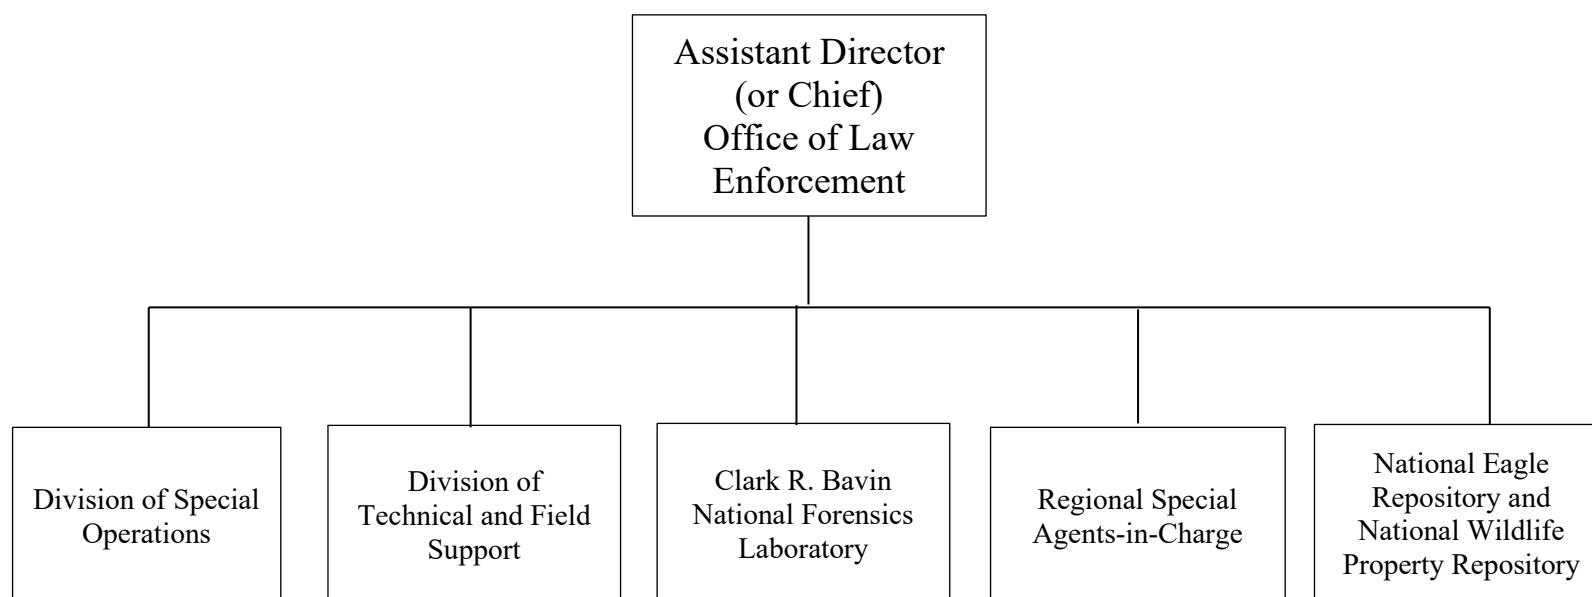 Assistant Director
(or Chief)
Office of Law
Enforcement
Division of Special
Operations
Division of
Technical and Field
Support
Clark R. Bavin
National Forensics
Laboratory
Regional Special
Agents-in-Charge
National Eagle
Repository and
National Wildlife
Property Repository